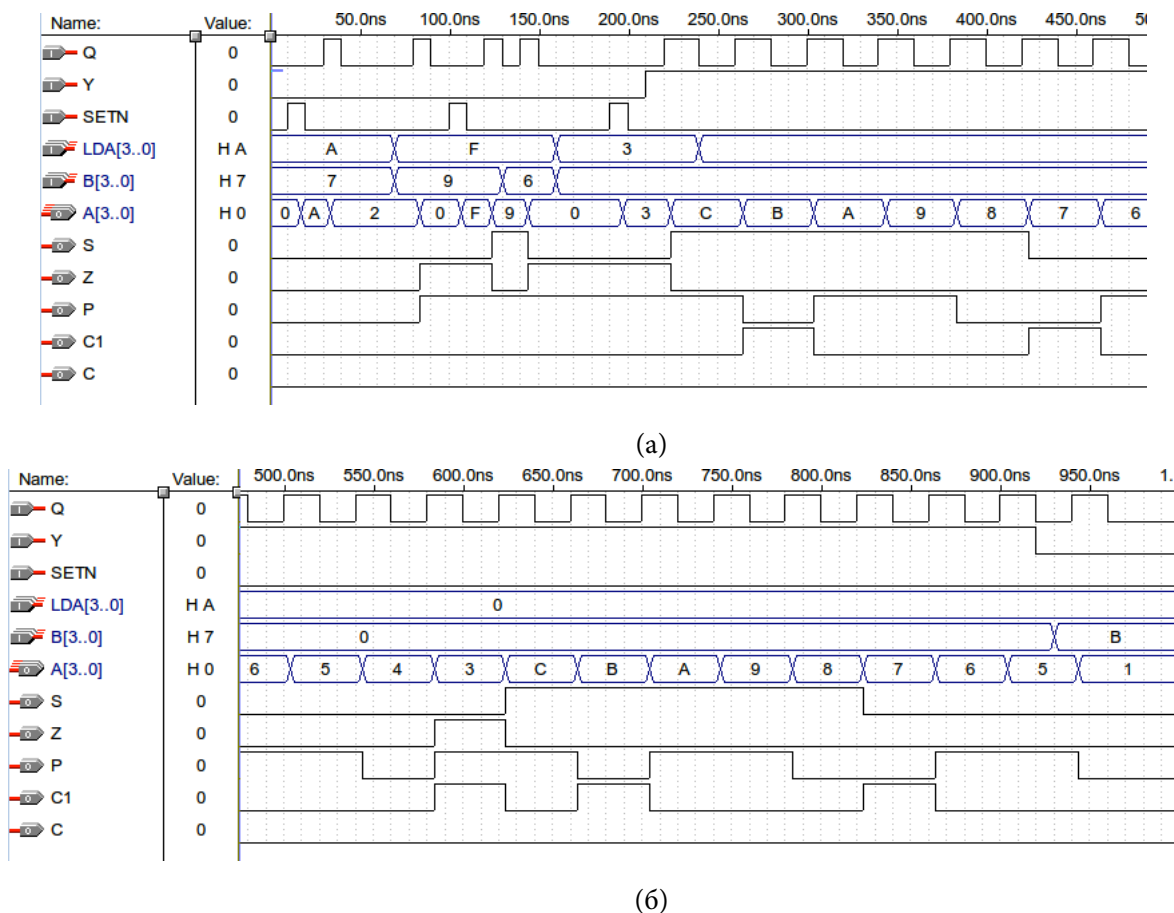 Name: Value: 50.0ns 100.0ns 150.0ns 200.0ns 250.0ns 300.0ns 350.0ns 400.0ns 450.0ns 50
Q 0
Y 0
SETN 0
LDA[3..0] H A A F 3
B[3..0] H 7 7 9 6
A[3..0] H 0 0 A 2 0 F 9 0 3 C B A 9 8 7 6
S 0
Z 0
P 0
C1 0
C 0
(а)
Name: Value: 500.0ns 550.0ns 600.0ns 650.0ns 700.0ns 750.0ns 800.0ns 850.0ns 900.0ns 950.0ns 1.
Q 0
Y 0
SETN 0
LDA[3..0] H A 0
B[3..0] H 7 0 B
A[3..0] H 0 6 5 4 3 C B A 9 8 7 6 5 1
S 0
Z 0
P 0
C1 0
C 0
(б)